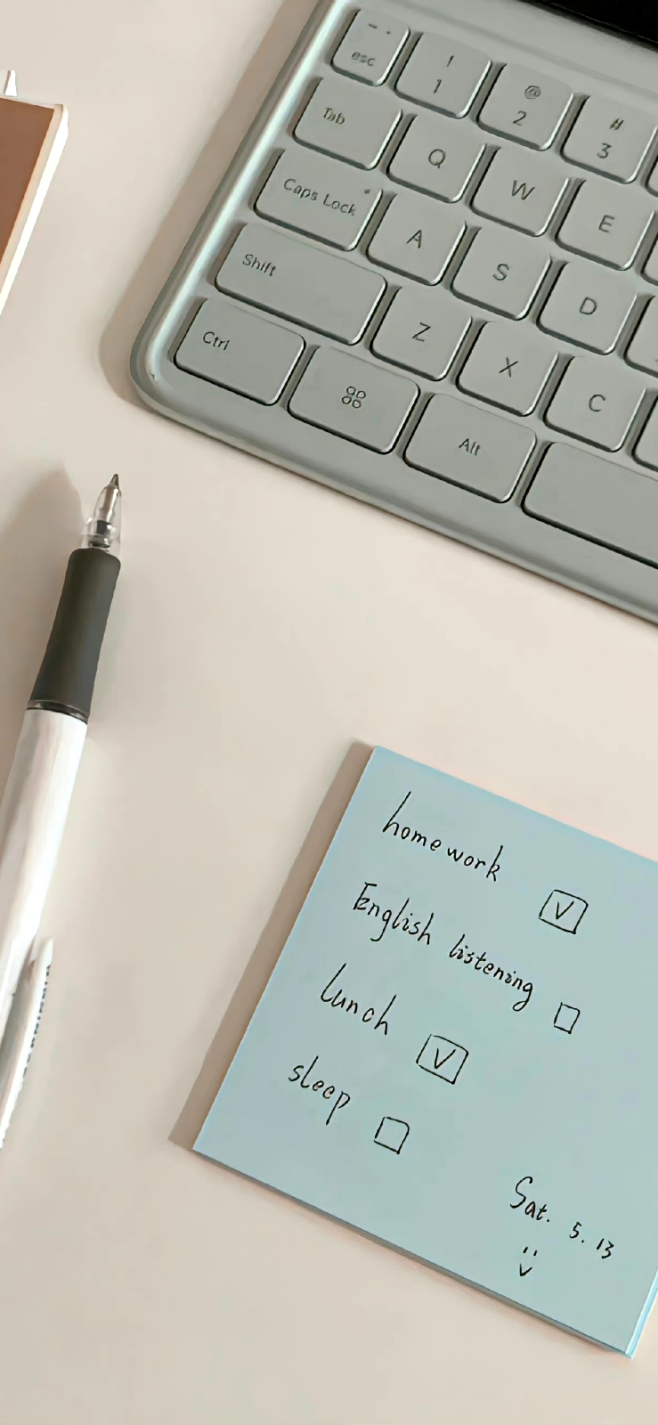 esc
! 1
@ 2
# 3
Tab
Q
W
E
Caps Lock
A
S
D
Shift
Z
X
C
Ctrl
Alt
homework
English listening
lunch
sleep
Sat. 5. 13